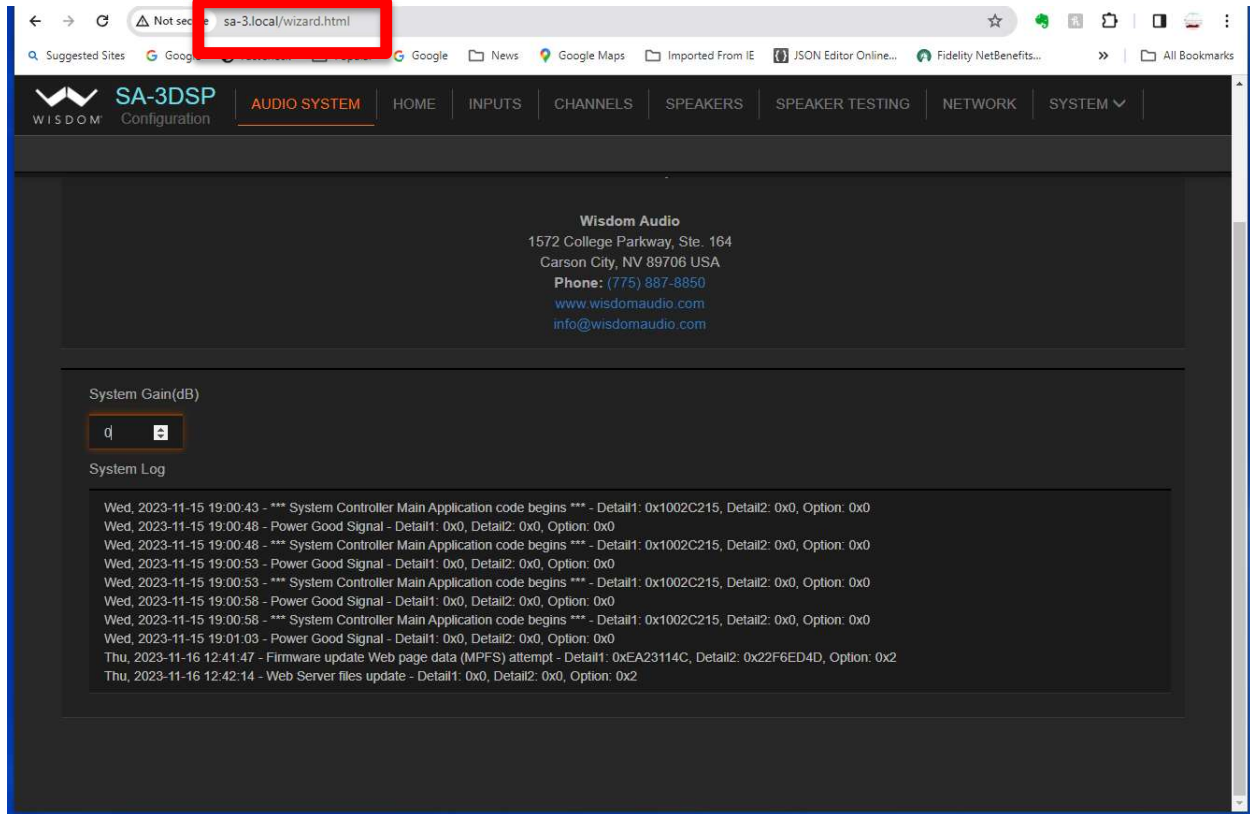 Not sec e sa-3.local/wizard.html
Suggested Sites Google Google News Google Maps Imported From IE JSON Editor Online... Fidelity NetBenefits... » All Bookmarks
WISDOM SA-3DSP Configuration AUDIO SYSTEM HOME INPUTS CHANNELS SPEAKERS SPEAKER TESTING NETWORK SYSTEM
Wisdom Audio
1572 College Parkway, Ste. 164
Carson City, NV 89706 USA
Phone: (775) 887-8850
www.wisdomaudio.com
info@wisdomaudio.com
System Gain(dB)
0
System Log
Wed, 2023-11-15 19:00:43 - *** System Controller Main Application code begins *** - Detail1: 0x1002C215, Detail2: 0x0, Option: 0x0
Wed, 2023-11-15 19:00:48 - Power Good Signal - Detail1: 0x0, Detail2: 0x0, Option: 0x0
Wed, 2023-11-15 19:00:48 - *** System Controller Main Application code begins *** - Detail1: 0x1002C215, Detail2: 0x0, Option: 0x0
Wed, 2023-11-15 19:00:53 - Power Good Signal - Detail1: 0x0, Detail2: 0x0, Option: 0x0
Wed, 2023-11-15 19:00:53 - *** System Controller Main Application code begins *** - Detail1: 0x1002C215, Detail2: 0x0, Option: 0x0
Wed, 2023-11-15 19:00:58 - Power Good Signal - Detail1: 0x0, Detail2: 0x0, Option: 0x0
Wed, 2023-11-15 19:00:58 - *** System Controller Main Application code begins *** - Detail1: 0x1002C215, Detail2: 0x0, Option: 0x0
Wed, 2023-11-15 19:01:03 - Power Good Signal - Detail1: 0x0, Detail2: 0x0, Option: 0x0
Thu, 2023-11-16 12:41:47 - Firmware update Web page data (MPFS) attempt - Detail1: 0xEA23114C, Detail2: 0x22F6ED4D, Option: 0x2
Thu, 2023-11-16 12:42:14 - Web Server files update - Detail1: 0x0, Detail2: 0x0, Option: 0x2